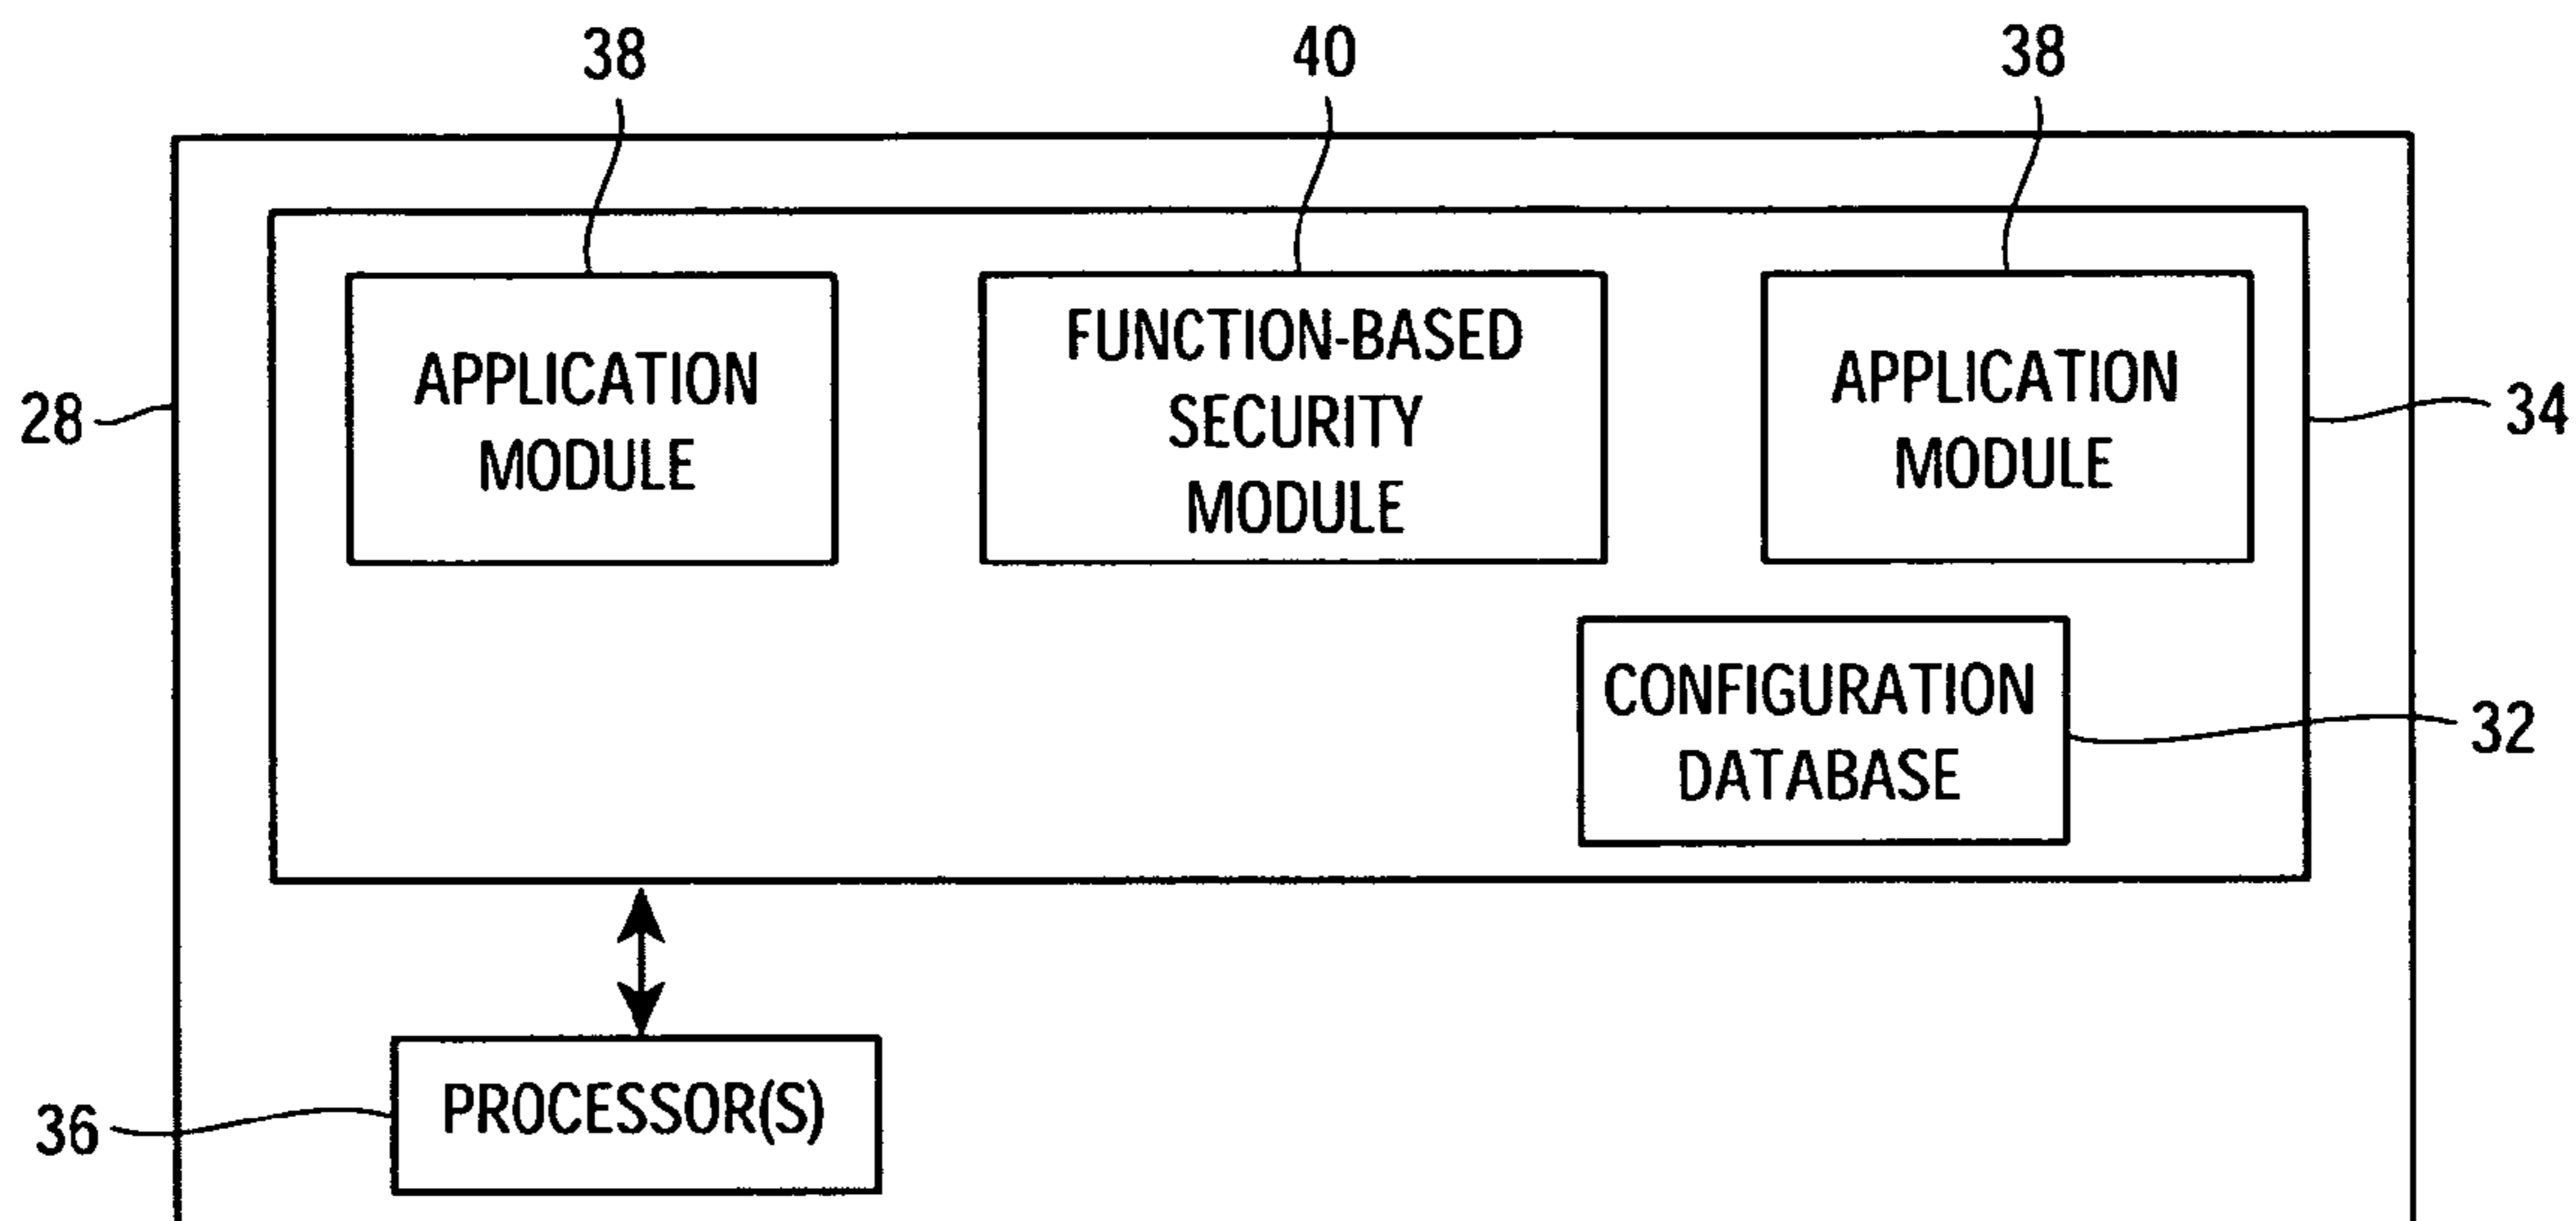 38
40
38
APPLICATION
MODULE
FUNCTION-BASED
SECURITY
MODULE
APPLICATION
MODULE
28
34
CONFIGURATION
DATABASE
32
PROCESSOR(S)
36